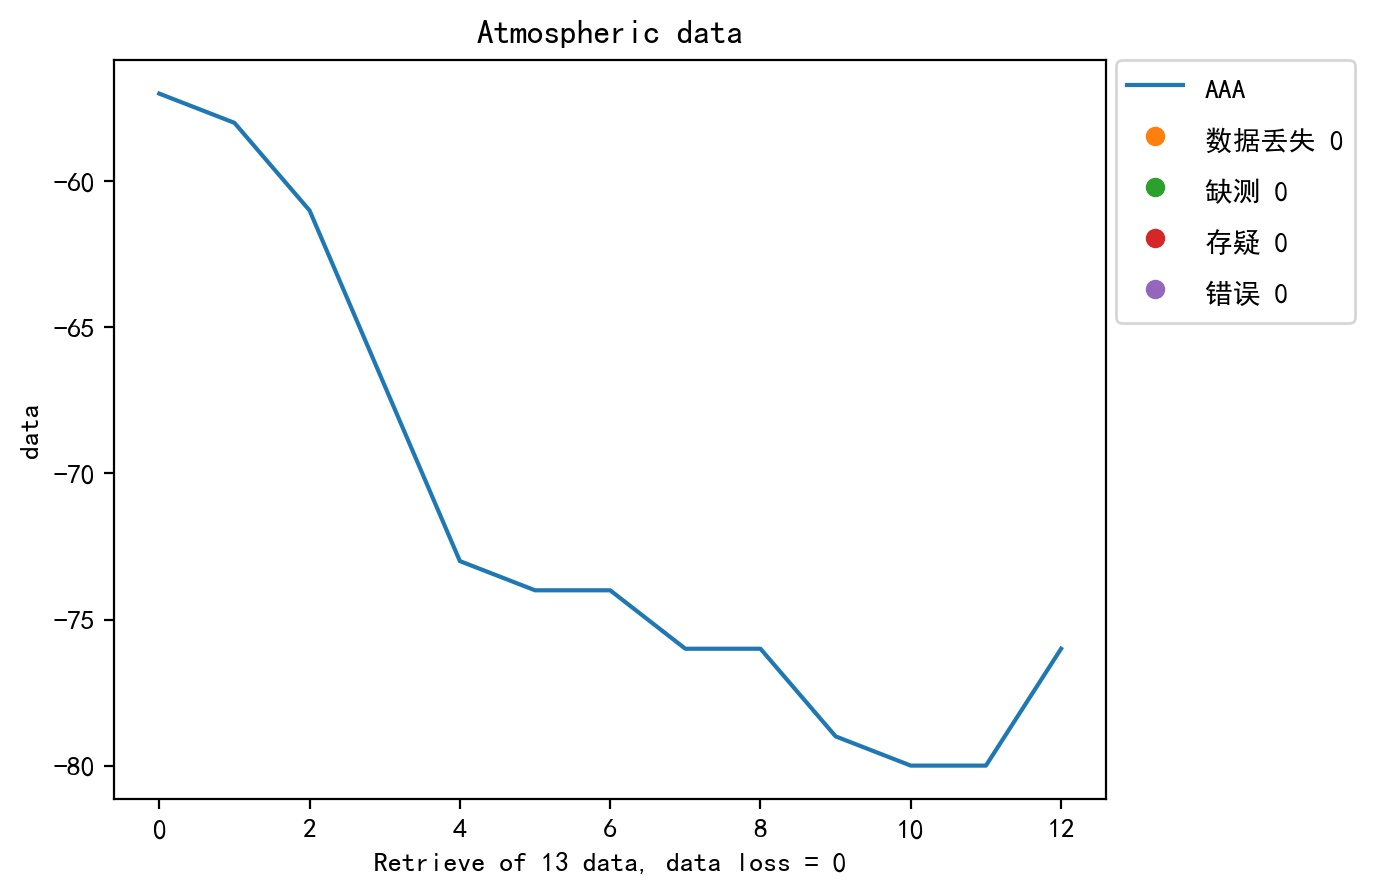 Atmospheric data
AAA
数据丢失 0
缺测 0
存疑 0
错误 0
−60
−65
−70
−75
−80
data
0 2 4 6 8 10 12
Retrieve of 13 data, data loss = 0